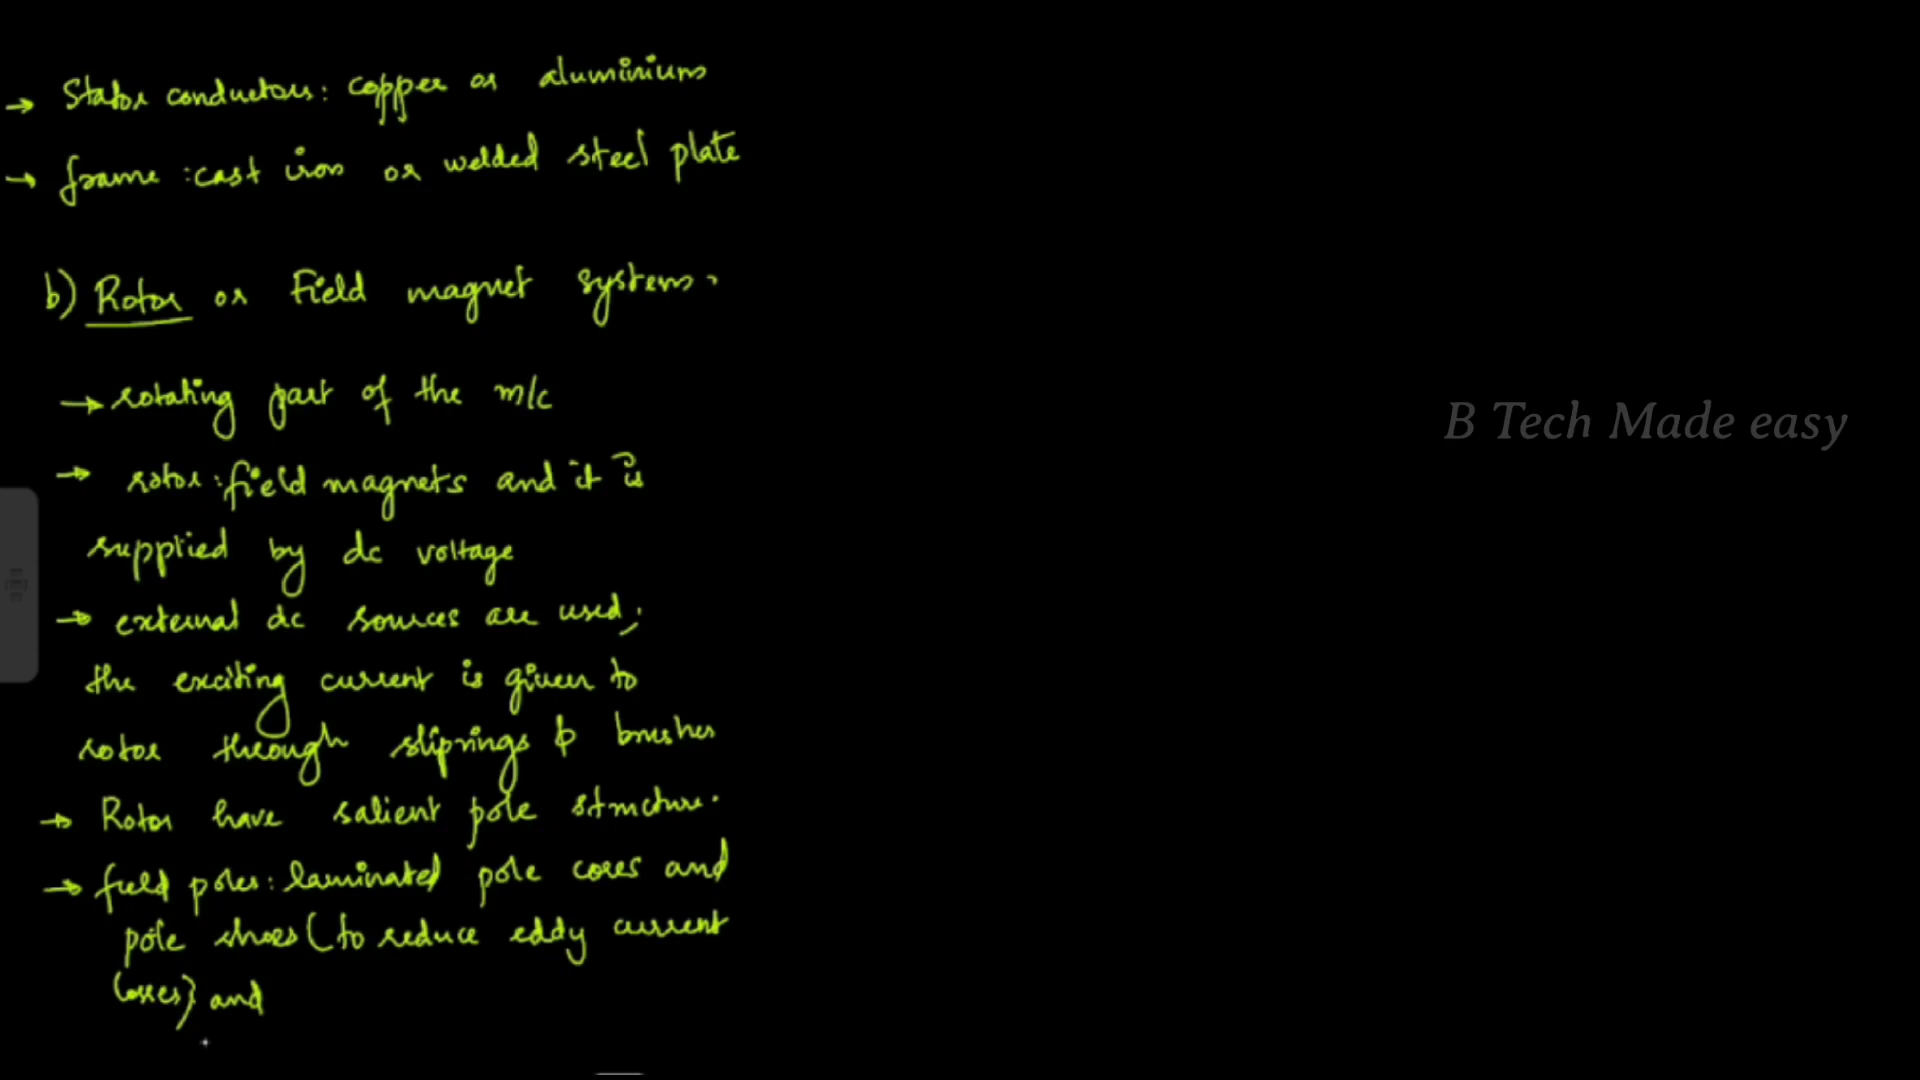 → Stator conductors: copper or aluminium
→ frame : cast iron or welded steel plate
b) Rotor or Field magnet system.
→ rotating part of the m/c
→ rotor : field magnets and it is
supplied by dc voltage
→ external dc sources are used,
the exciting current is given to
rotor through sliprings & brushes
→ Rotor have salient pole structure.
→ field poles: laminated pole cores and
pole shoes (to reduce eddy current
losses) and
B Tech Made easy